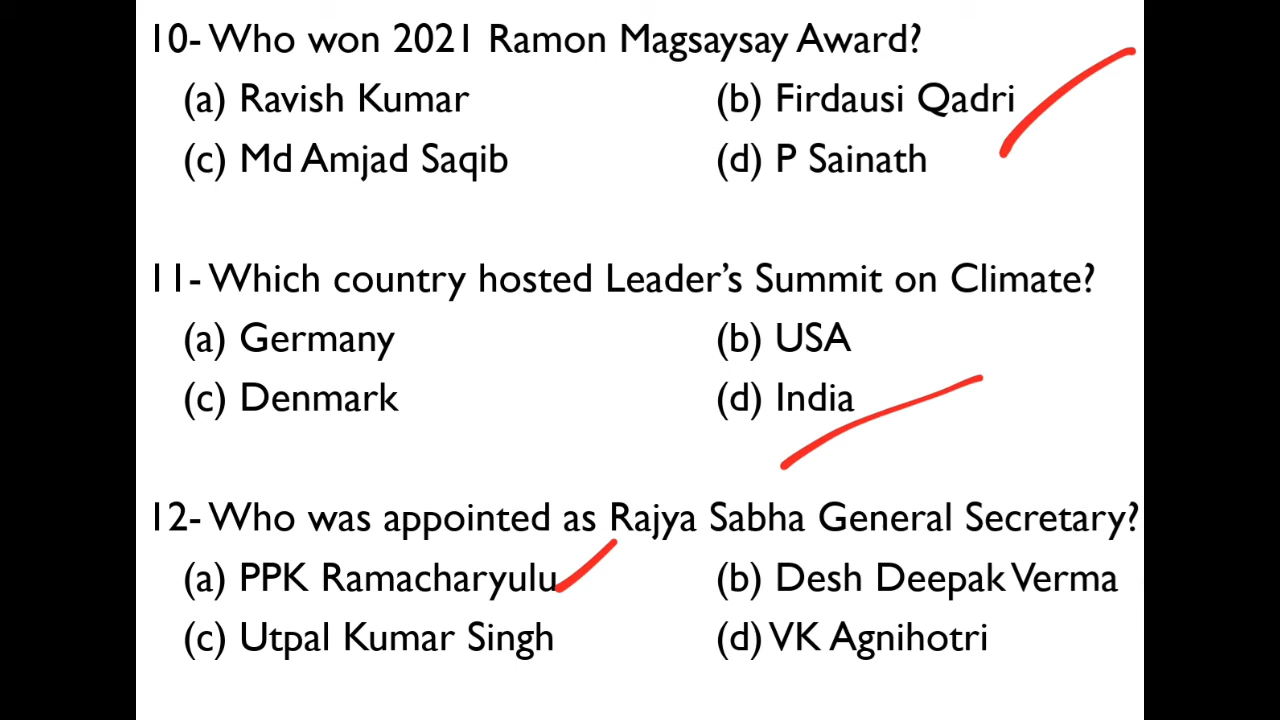 10- Who won 2021 Ramon Magsaysay Award?
(a) Ravish Kumar (b) Firdausi Qadri
(c) Md Amjad Saqib (d) P Sainath
11- Which country hosted Leader’s Summit on Climate?
(a) Germany (b) USA
(c) Denmark (d) India
12- Who was appointed as Rajya Sabha General Secretary?
(a) PPK Ramacharyulu (b) Desh Deepak Verma
(c) Utpal Kumar Singh (d) VK Agnihotri